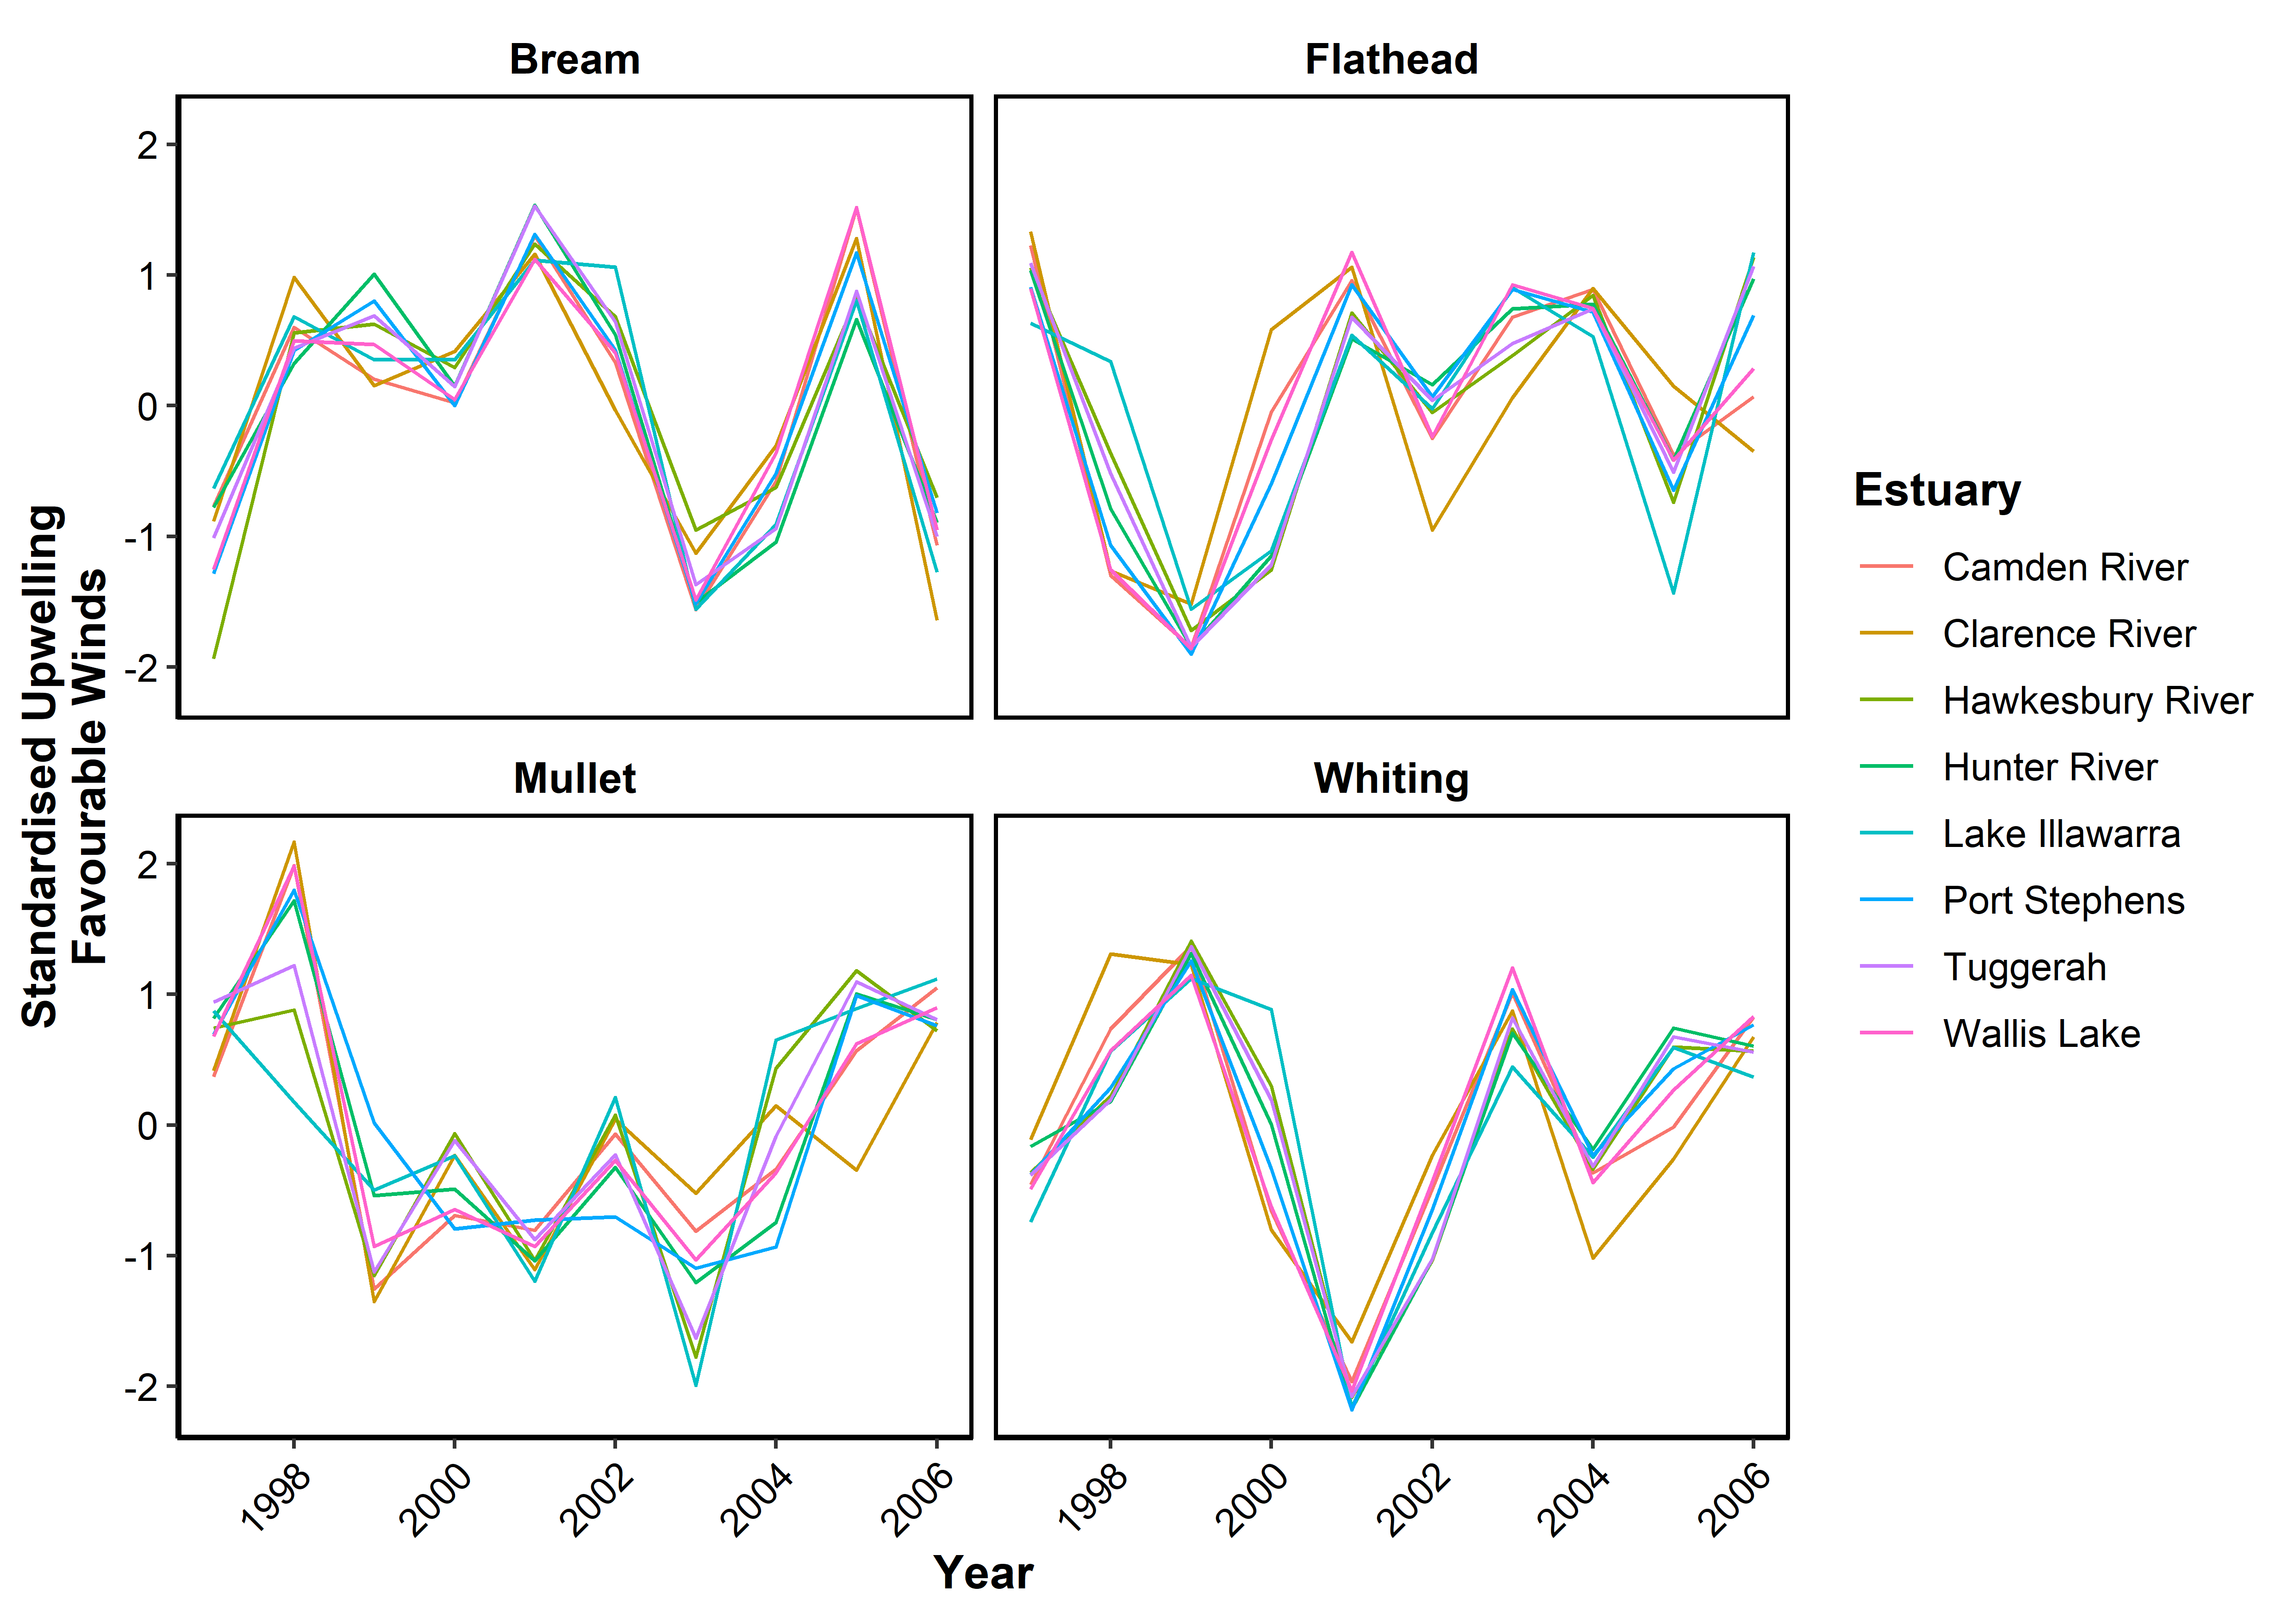 Bream
Flathead
2
1
0
-1
-2
Mullet
Whiting
2
1
0
-1
-2
1998
2000
2002
2004
2006
1998
2000
2002
2004
2006
Year
Standardised Upwelling
Favourable Winds
Estuary
Camden River
Clarence River
Hawkesbury River
Hunter River
Lake Illawarra
Port Stephens
Tuggerah
Wallis Lake